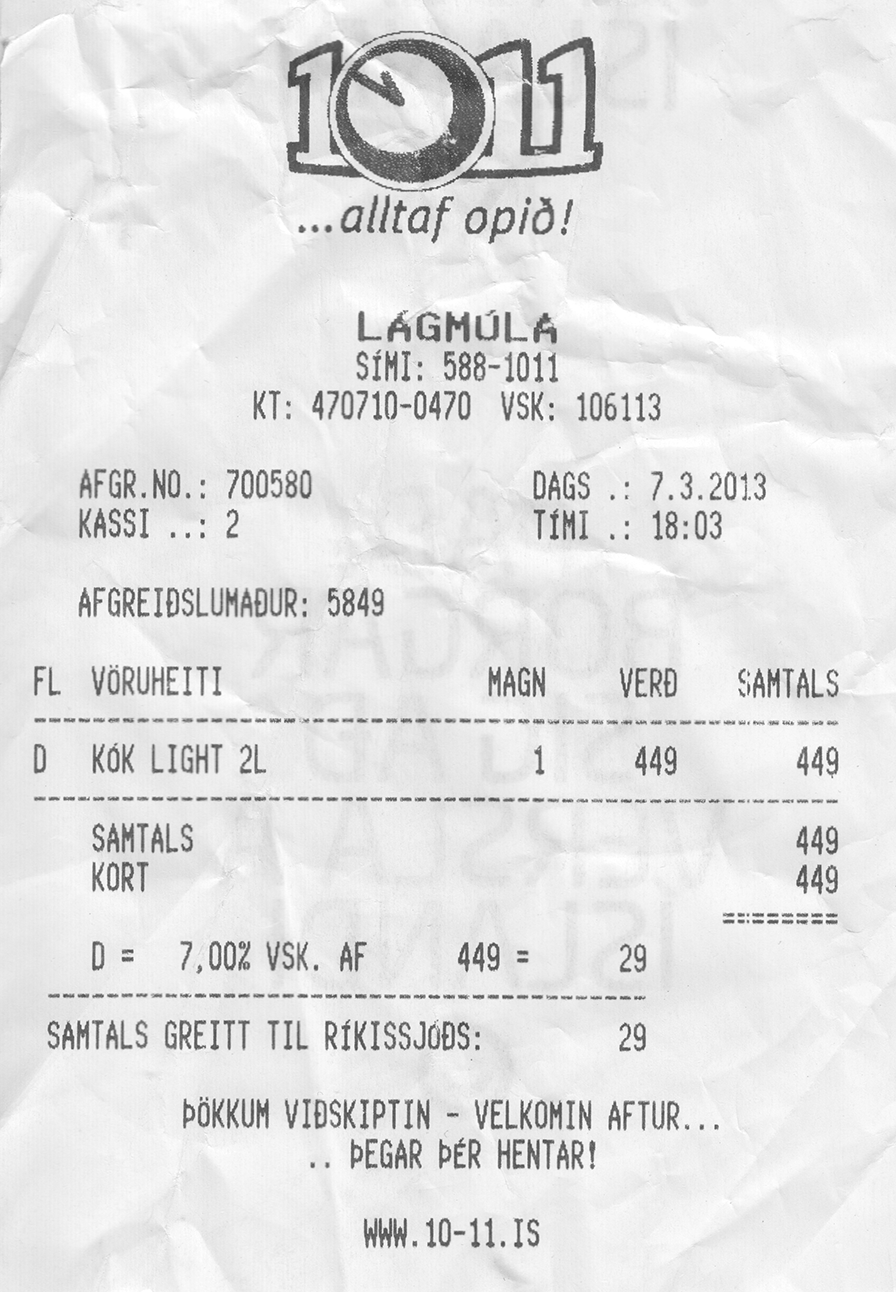 1011
...alltaf opið!
LÁGMÚLA
SÍMI: 588-1011
KT: 470710-0470 VSK: 106113
AFGR.NO.: 700580 DAGS .: 7.3.2013
KASSI ..: 2 TÍMI .: 18:03
AFGREIÐSLUMAÐUR: 5849
FL VÖRUHEITI MAGN VERÐ SAMTALS
D KÓK LIGHT 2L 1 449 449
SAMTALS 449
KORT 449
========
D = 7,00% VSK. AF 449 = 29
SAMTALS GREITT TIL RÍKISSJÓÐS: 29
ÞÖKKUM VIÐSKIPTIN - VELKOMIN AFTUR...
.. ÞEGAR ÞÉR HENTAR!
WWW.10-11.IS